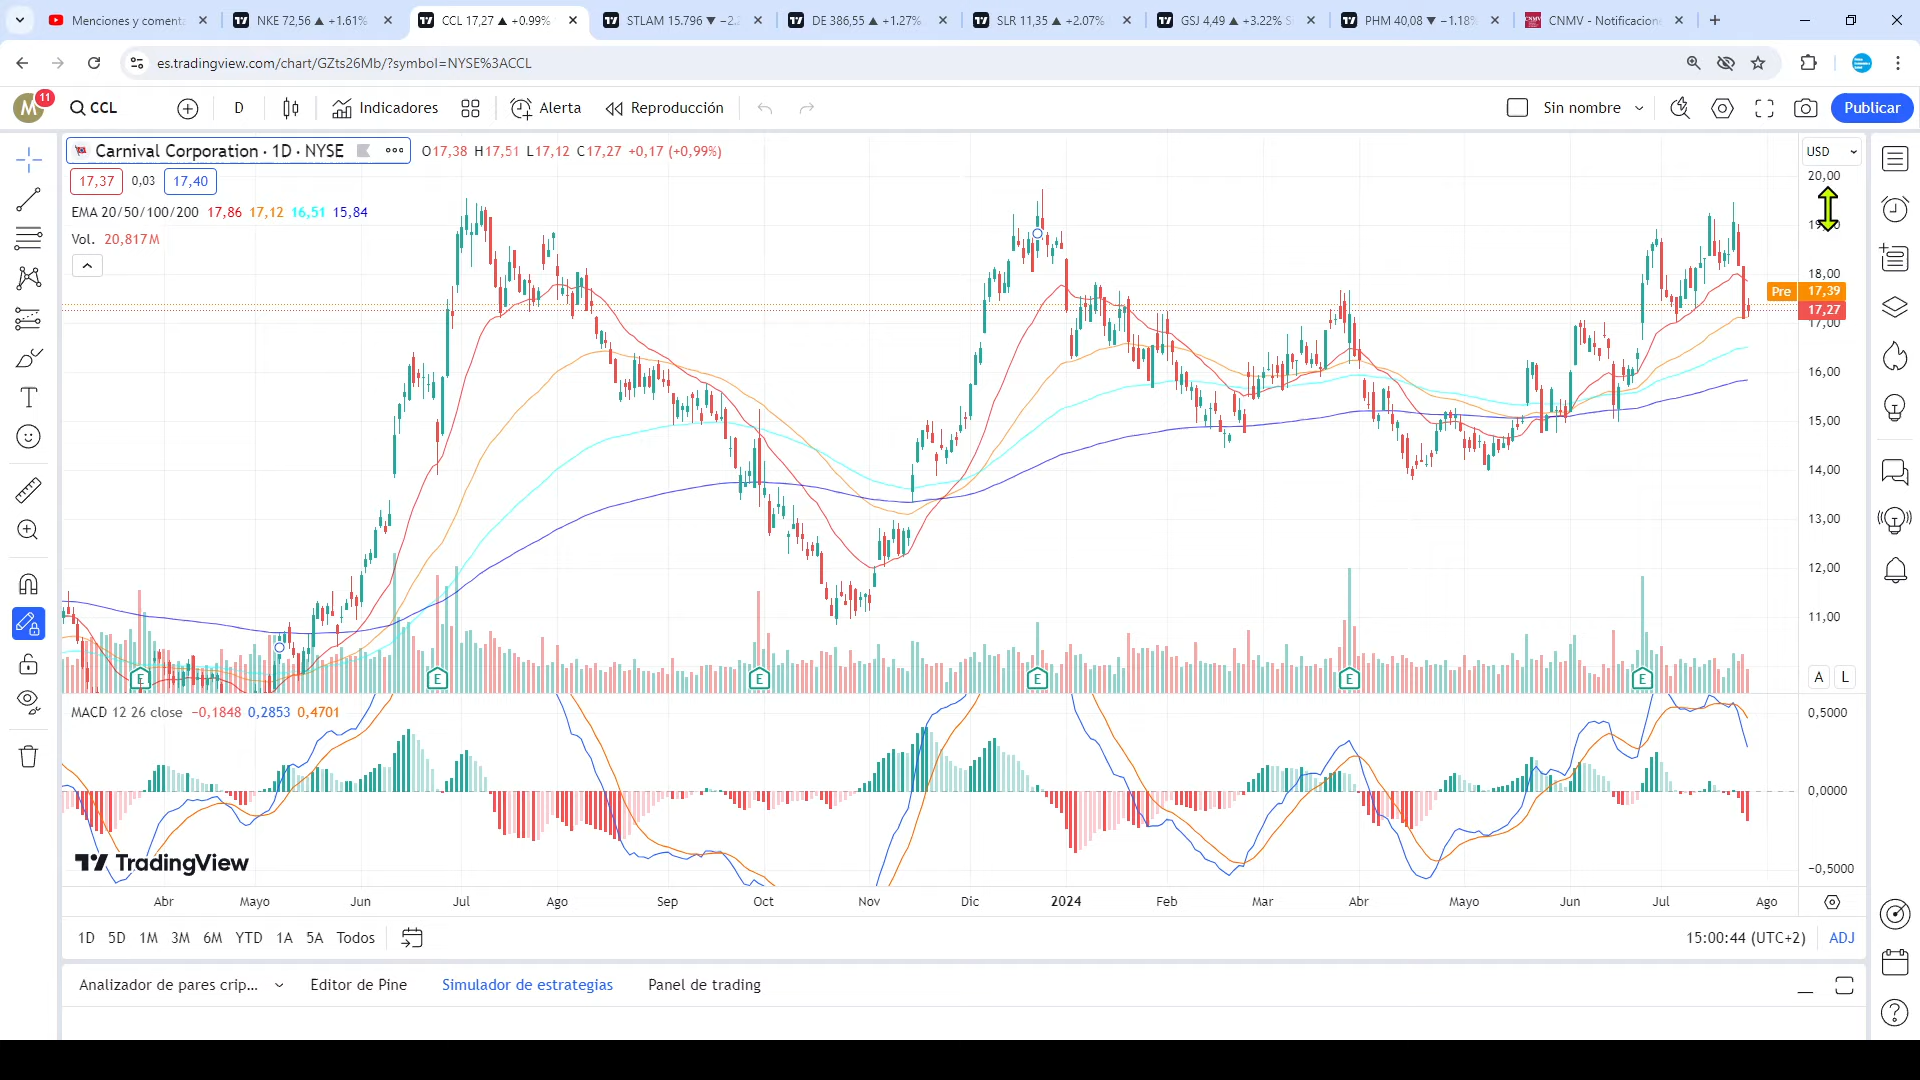 Menciones y comenta
NKE 72,56 ▲ +1.61%
CCL 17,27 ▲ +0.99%
STLAM 15.796 ▼ −2.
DE 386,55 ▲ +1.27%
SLR 11,35 ▲ +2.07%
GSJ 4,49 ▲ +3.22% S
PHM 40,08 ▼ −1.18%
CNMV - Notificacion
es.tradingview.com/chart/GZts26Mb/?symbol=NYSE%3ACCL
M 11
CCL
D
Indicadores
Alerta
Reproducción
Sin nombre
Publicar
Carnival Corporation · 1D · NYSE
O17,38 H17,51 L17,12 C17,27 +0,17 (+0,99%)
USD
17,37 0,03 17,40
EMA 20/50/100/200 17,86 17,12 16,51 15,84
Vol. 20,817M
20,00
18,00
Pre 17,39
17,27
17,00
16,00
15,00
14,00
13,00
12,00
11,00
E E E E E E
A L
MACD 12 26 close −0,1848 0,2853 0,4701
0,5000
0,0000
−0,5000
TradingView
Abr Mayo Jun Jul Ago Sep Oct Nov Dic 2024 Feb Mar Abr Mayo Jun Jul Ago
1D 5D 1M 3M 6M YTD 1A 5A Todos
15:00:44 (UTC+2) ADJ
Analizador de pares crip... Editor de Pine Simulador de estrategias Panel de trading